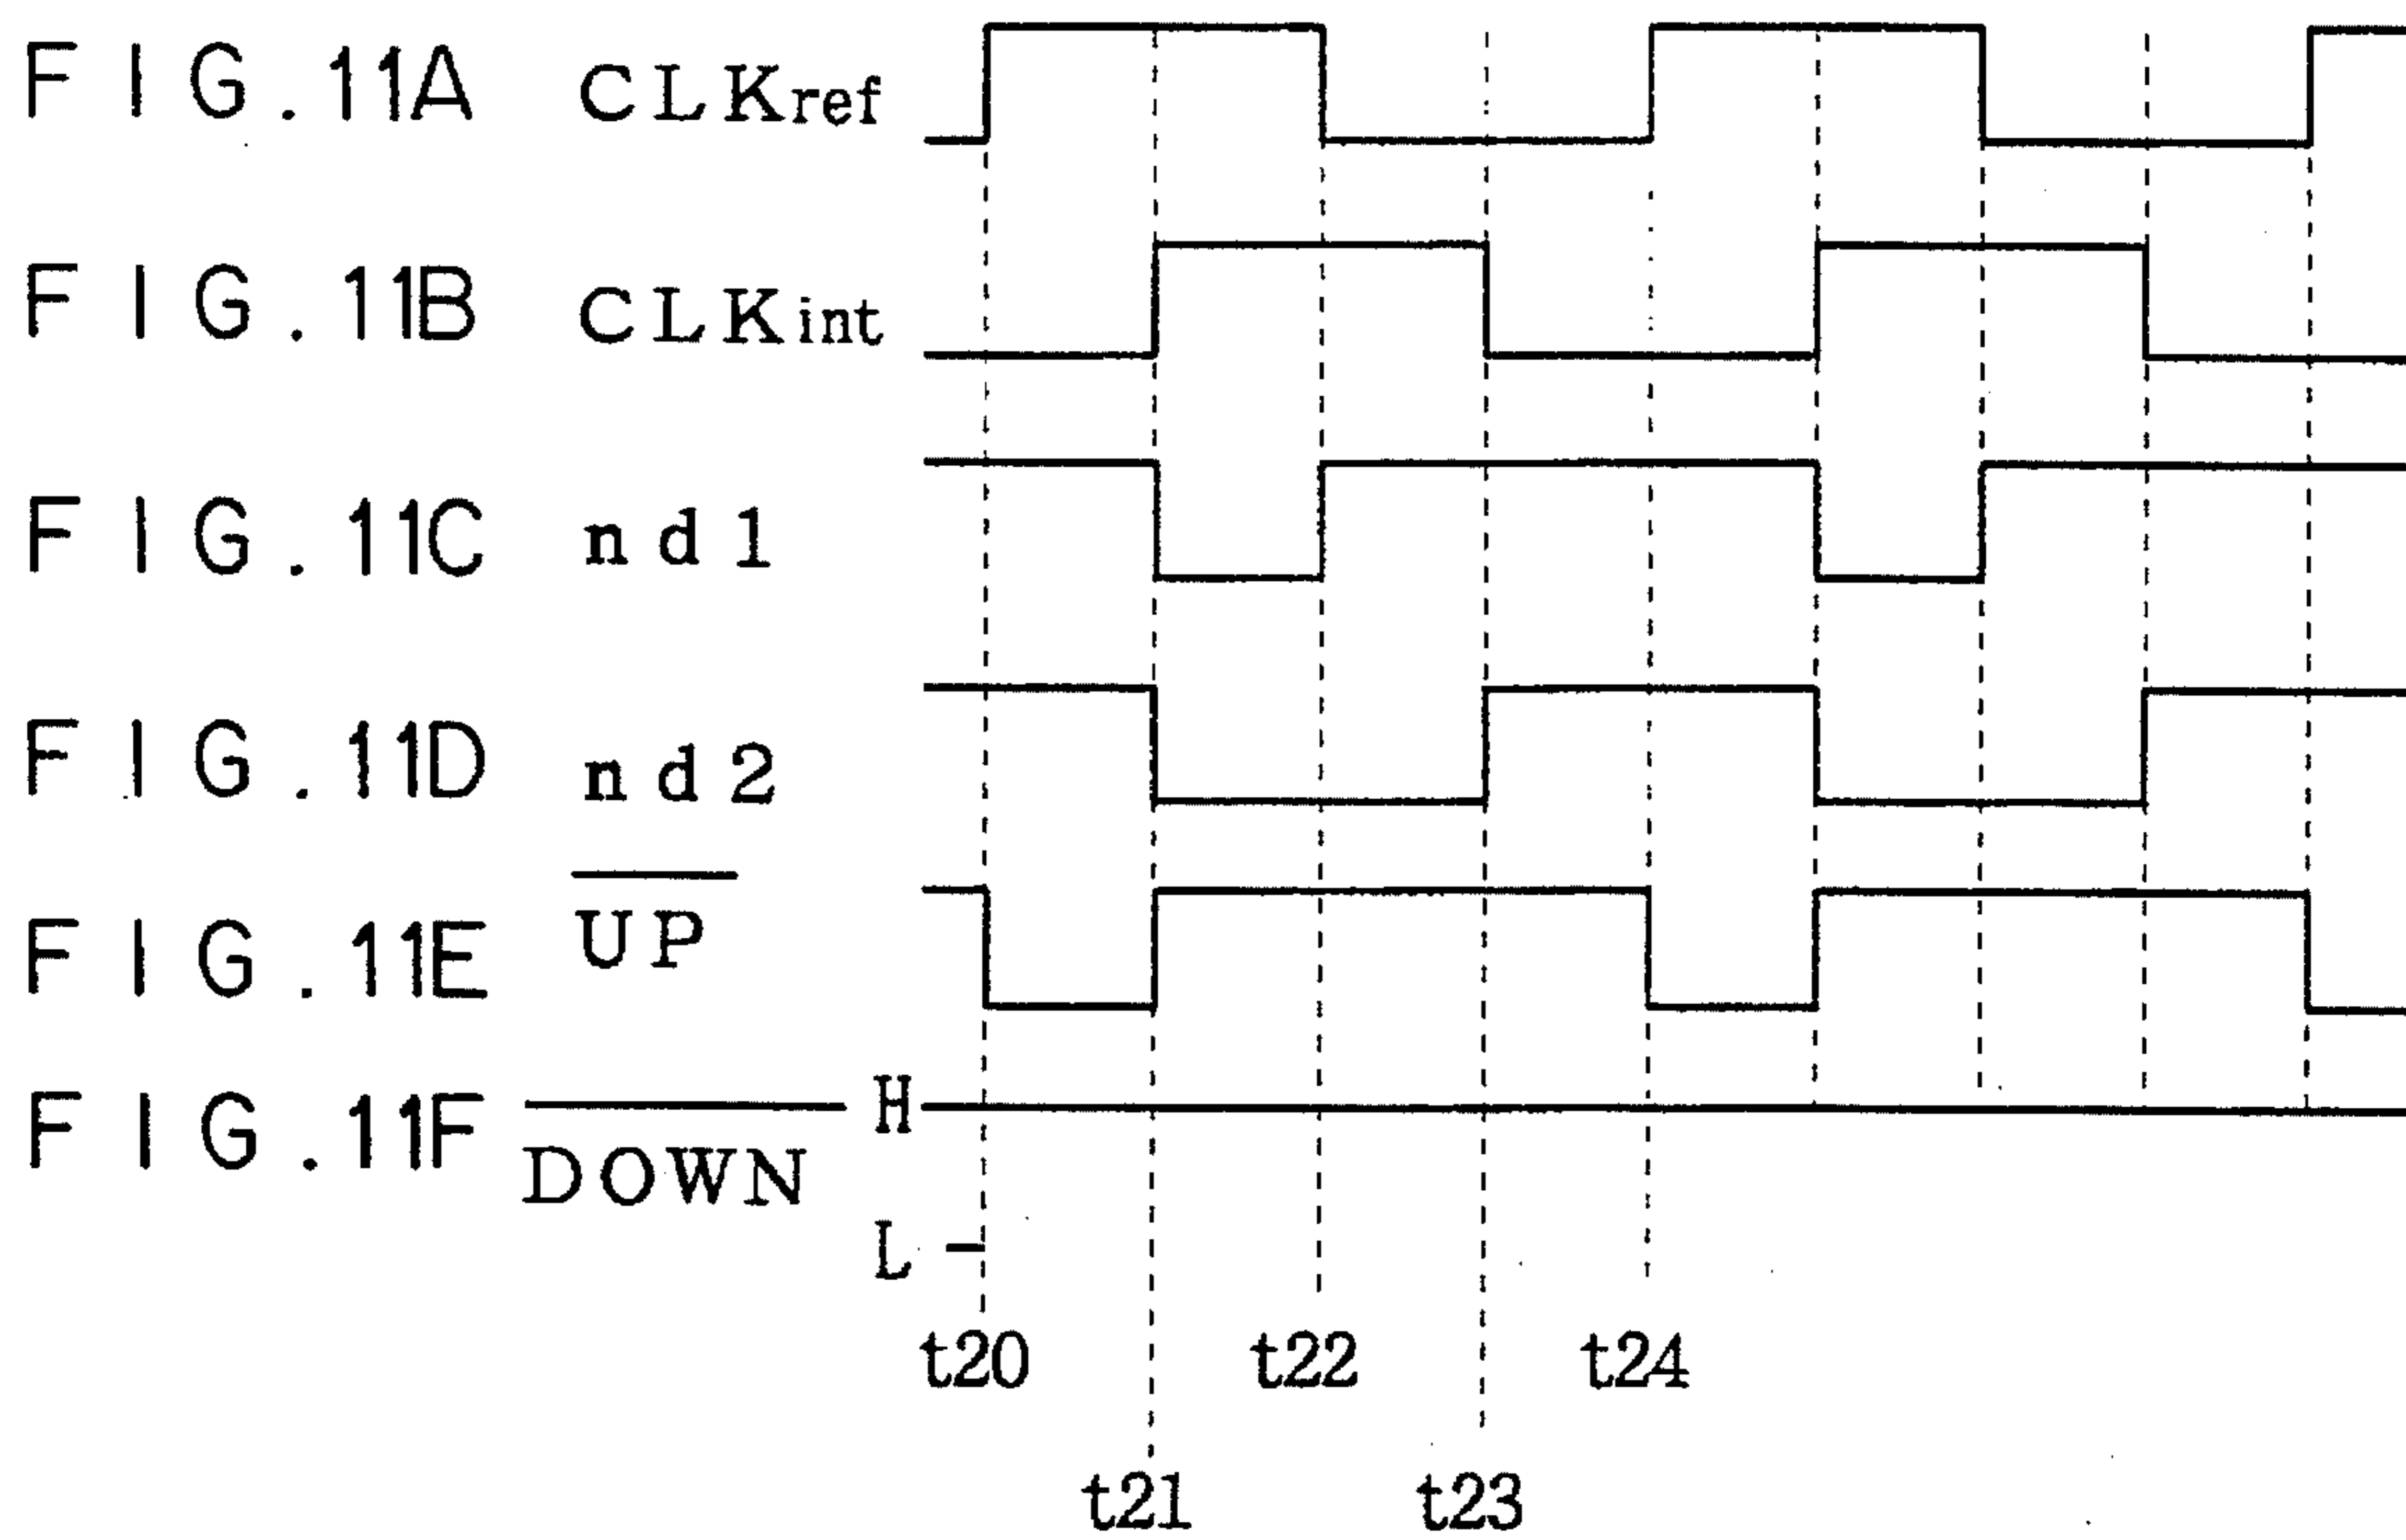 FIG.11A CLKref
FIG.11B CLKint
FIG.11C nd1
FIG.11D nd2
FIG.11E UP
FIG.11F DOWN H
L
t20 t22 t24
t21 t23